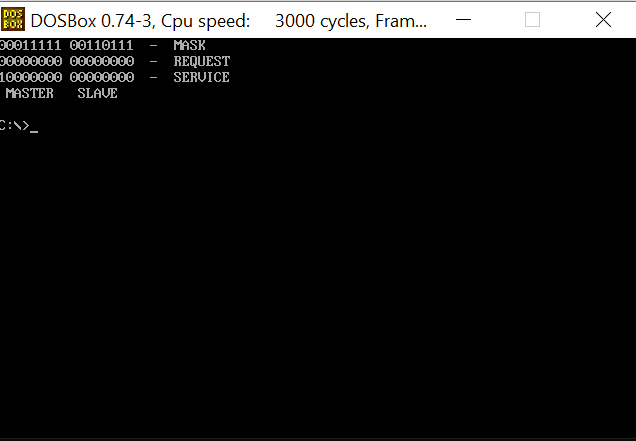 DOSBox 0.74-3, Cpu speed: 3000 cycles, Fram...
00011111 00110111 - MASK
00000000 00000000 - REQUEST
10000000 00000000 - SERVICE
MASTER SLAVE
C:\>_